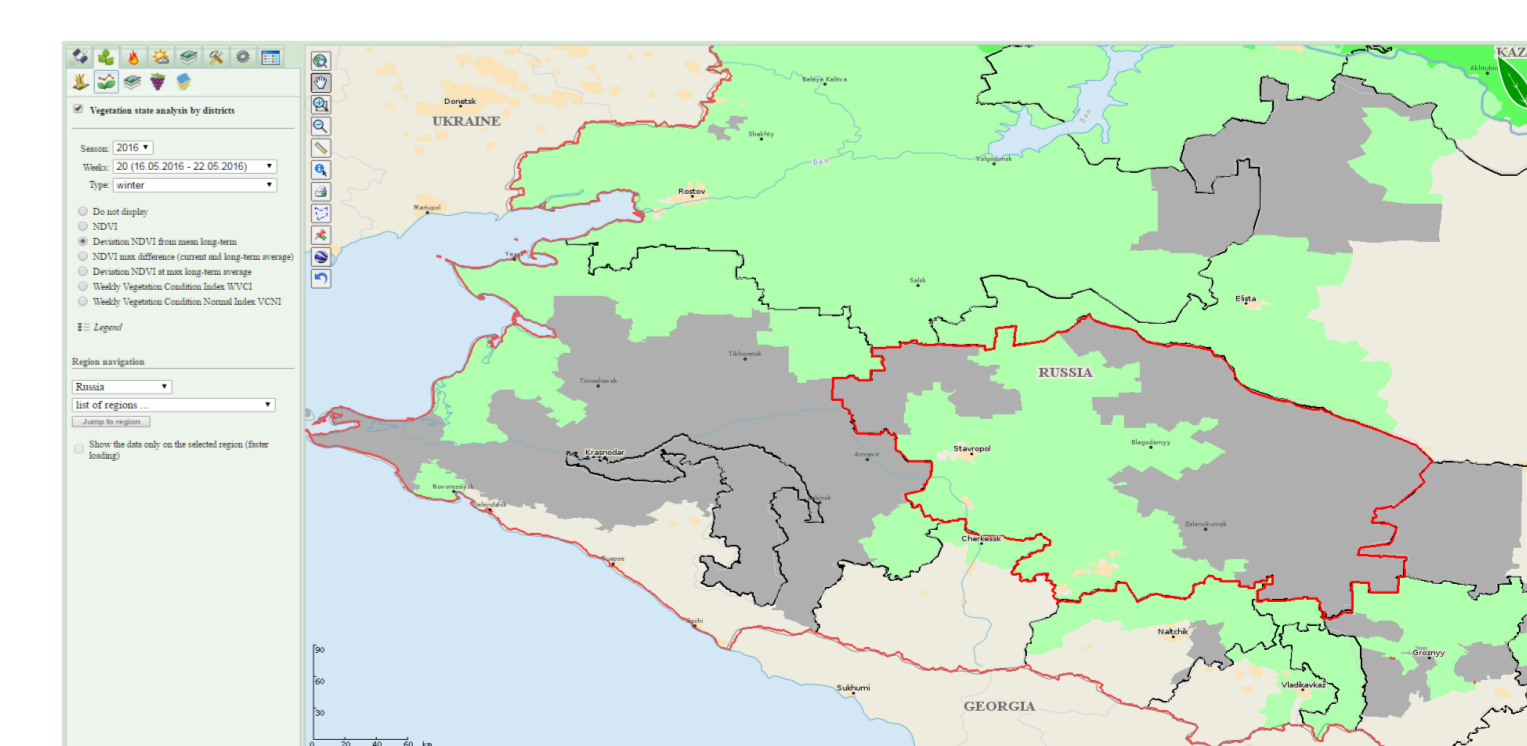 Vegetation state analysis by districts
Season: 2016
Weeks: 20 (16.05.2016 - 22.05.2016)
Type: winter
Do not display
NDVI
Deviation NDVI from mean long-term
NDVI max difference (current and long-term average)
Deviation NDVI at max long-term average
Weekly Vegetation Condition Index WVCI
Weekly Vegetation Condition Normal Index VCNI
Legend
Region navigation
Russia
list of regions ...
Jump to region
Show the data only on the selected region (faster
loading)
KAZ
Akhtubin
Belaya Kalitva
Donetsk
UKRAINE
Shakhty
Don
Don
Volgodonsk
Rostov
Mariupol
Yeysk
Salsk
Elista
Tikhoretsk
RUSSIA
Timashevsk
Blagodarnyy
Stavropol
Krasnodar
Armavir
Novorossiysk
Gelendzhik
Labinsk
Zelenokumsk
Cherkessk
Tuapse
Sochi
Nalchik
90
Groznyy
60
Sukhumi
Vladikavkaz
GEORGIA
30
0 20 40 60 km